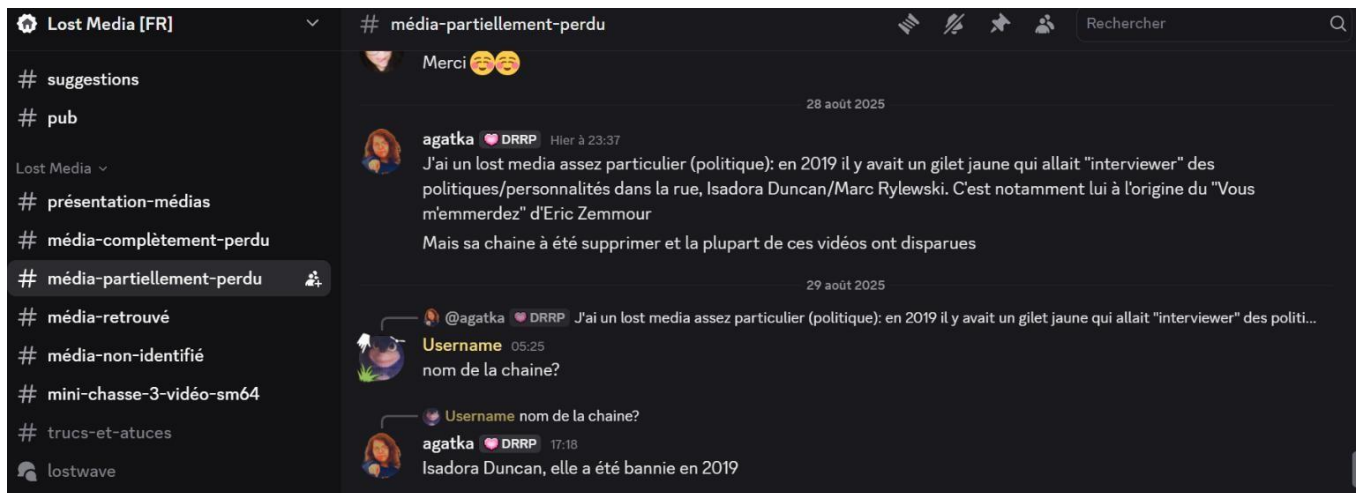 Lost Media [FR]
# suggestions
# pub
Lost Media
# présentation-médias
# média-complètement-perdu
# média-partiellement-perdu
# média-retrouvé
# média-non-identifié
# mini-chasse-3-vidéo-sm64
# trucs-et-atuces
lostwave
# média-partiellement-perdu
Rechercher
Merci ☺️☺️
28 août 2025
agatka 💗 DRRP Hier à 23:37
J'ai un lost media assez particulier (politique): en 2019 il y avait un gilet jaune qui allait "interviewer" des
politiques/personnalités dans la rue, Isadora Duncan/Marc Rylewski. C'est notamment lui à l'origine du "Vous
m'emmerdez" d'Eric Zemmour
Mais sa chaine à été supprimer et la plupart de ces vidéos ont disparues
29 août 2025
@agatka 💗 DRRP J'ai un lost media assez particulier (politique): en 2019 il y avait un gilet jaune qui allait "interviewer" des politi...
Username 05:25
nom de la chaine?
Username nom de la chaine?
agatka 💗 DRRP 17:18
Isadora Duncan, elle a été bannie en 2019